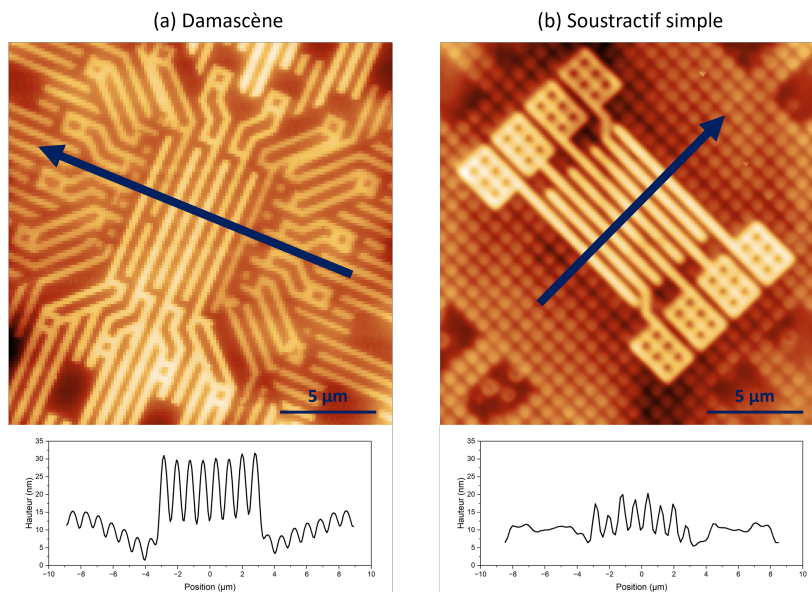 (a) Damascène
(b) Soustractif simple
5 µm
5 µm
35
30
25
20
15
10
5
0
Hauteur (nm)
−10 −8 −6 −4 −2 0 2 4 6 8 10
Position (µm)
35
30
25
20
15
10
5
0
Hauteur (nm)
−10 −8 −6 −4 −2 0 2 4 6 8 10
Position (µm)